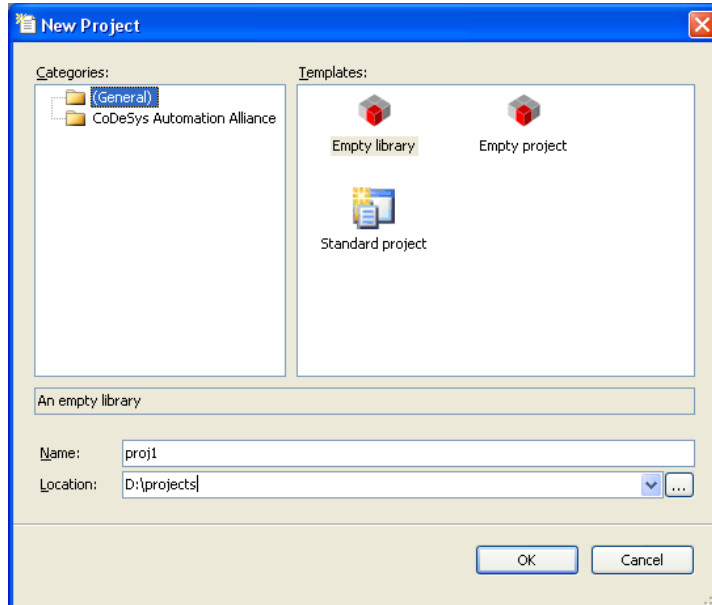 New Project
Categories:
Templates:
(General)
CoDeSys Automation Alliance
Empty library
Empty project
Standard project
An empty library
Name:
proj1
Location:
D:\projects
...
OK
Cancel